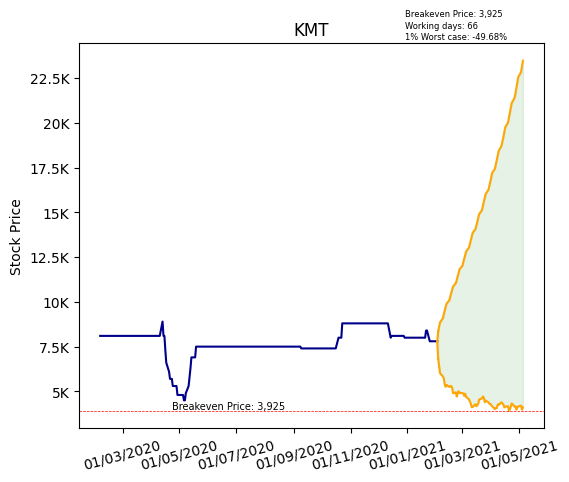 Breakeven Price: 3,925
Working days: 66
1% Worst case: -49.68%
KMT
Stock Price
22.5K
20K
17.5K
15K
12.5K
10K
7.5K
5K
Breakeven Price: 3,925
01/03/2020
01/05/2020
01/07/2020
01/09/2020
01/11/2020
01/01/2021
01/03/2021
01/05/2021